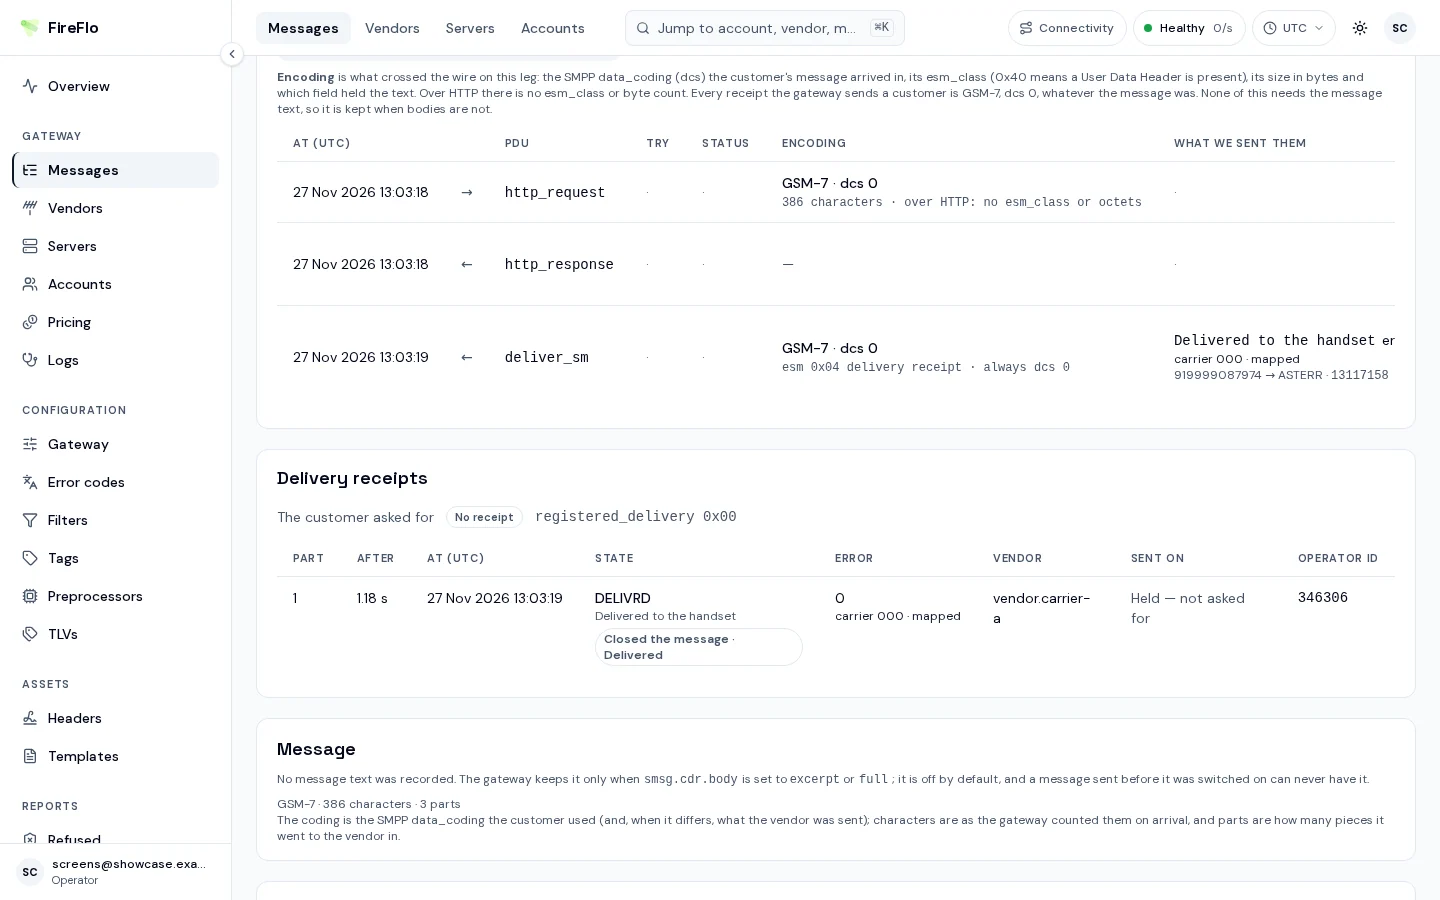 FireFlo
Messages Vendors Servers Accounts
Jump to account, vendor, m... ⌘K
Connectivity
Healthy 0/s
UTC
SC
Overview
GATEWAY
Messages
Vendors
Servers
Accounts
Pricing
Logs
CONFIGURATION
Gateway
Error codes
Filters
Tags
Preprocessors
TLVs
ASSETS
Headers
Templates
REPORTS
Refused
SC screens@showcase.exa...
Operator
Encoding is what crossed the wire on this leg: the SMPP data_coding (dcs) the customer's message arrived in, its esm_class (0x40 means a User Data Header is present), its size in bytes and
which field held the text. Over HTTP there is no esm_class or byte count. Every receipt the gateway sends a customer is GSM-7, dcs 0, whatever the message was. None of this needs the message
text, so it is kept when bodies are not.
AT (UTC) PDU TRY STATUS ENCODING WHAT WE SENT THEM
27 Nov 2026 13:03:18 → http_request · · GSM-7 · dcs 0 ·
386 characters · over HTTP: no esm_class or octets
27 Nov 2026 13:03:18 ← http_response · · — ·
27 Nov 2026 13:03:19 ← deliver_sm · · GSM-7 · dcs 0
esm 0x04 delivery receipt · always dcs 0
Delivered to the handset er
carrier 000 · mapped
919999087974 → ASTERR · 13117158
Delivery receipts
The customer asked for No receipt registered_delivery 0x00
PART AFTER AT (UTC) STATE ERROR VENDOR SENT ON OPERATOR ID
1 1.18 s 27 Nov 2026 13:03:19 DELIVRD 0 vendor.carrier-a Held — not asked for 346306
Delivered to the handset carrier 000 · mapped
Closed the message ·
Delivered
Message
No message text was recorded. The gateway keeps it only when smsg.cdr.body is set to excerpt or full ; it is off by default, and a message sent before it was switched on can never have it.
GSM-7 · 386 characters · 3 parts
The coding is the SMPP data_coding the customer used (and, when it differs, what the vendor was sent); characters are as the gateway counted them on arrival, and parts are how many pieces it
went to the vendor in.